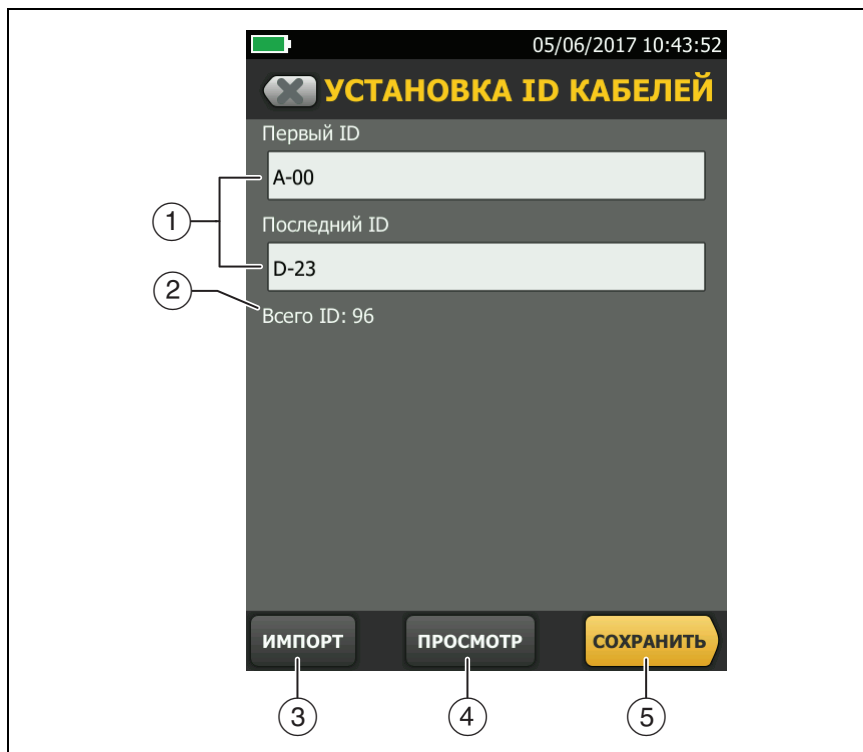 05/06/2017 10:43:52
УСТАНОВКА ID КАБЕЛЕЙ
Первый ID
A-00
1
Последний ID
D-23
2
Всего ID: 96
ИМПОРТ ПРОСМОТР СОХРАНИТЬ
3 4 5